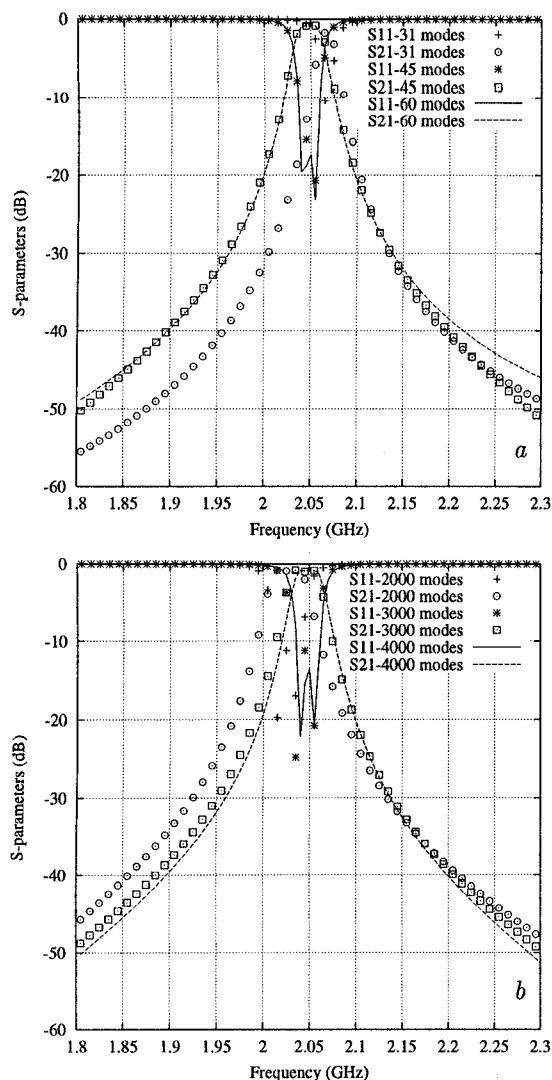 0
-10
-20
-30
-40
-50
-60
S-parameters (dB)
S11-31 modes
S21-31 modes
S11-45 modes
S21-45 modes
S11-60 modes
S21-60 modes
a
1.8 1.85 1.9 1.95 2 2.05 2.1 2.15 2.2 2.25 2.3
Frequency (GHz)
0
-10
-20
-30
-40
-50
-60
S-parameters (dB)
S11-2000 modes
S21-2000 modes
S11-3000 modes
S21-3000 modes
S11-4000 modes
S21-4000 modes
b
1.8 1.85 1.9 1.95 2 2.05 2.1 2.15 2.2 2.25 2.3
Frequency (GHz)